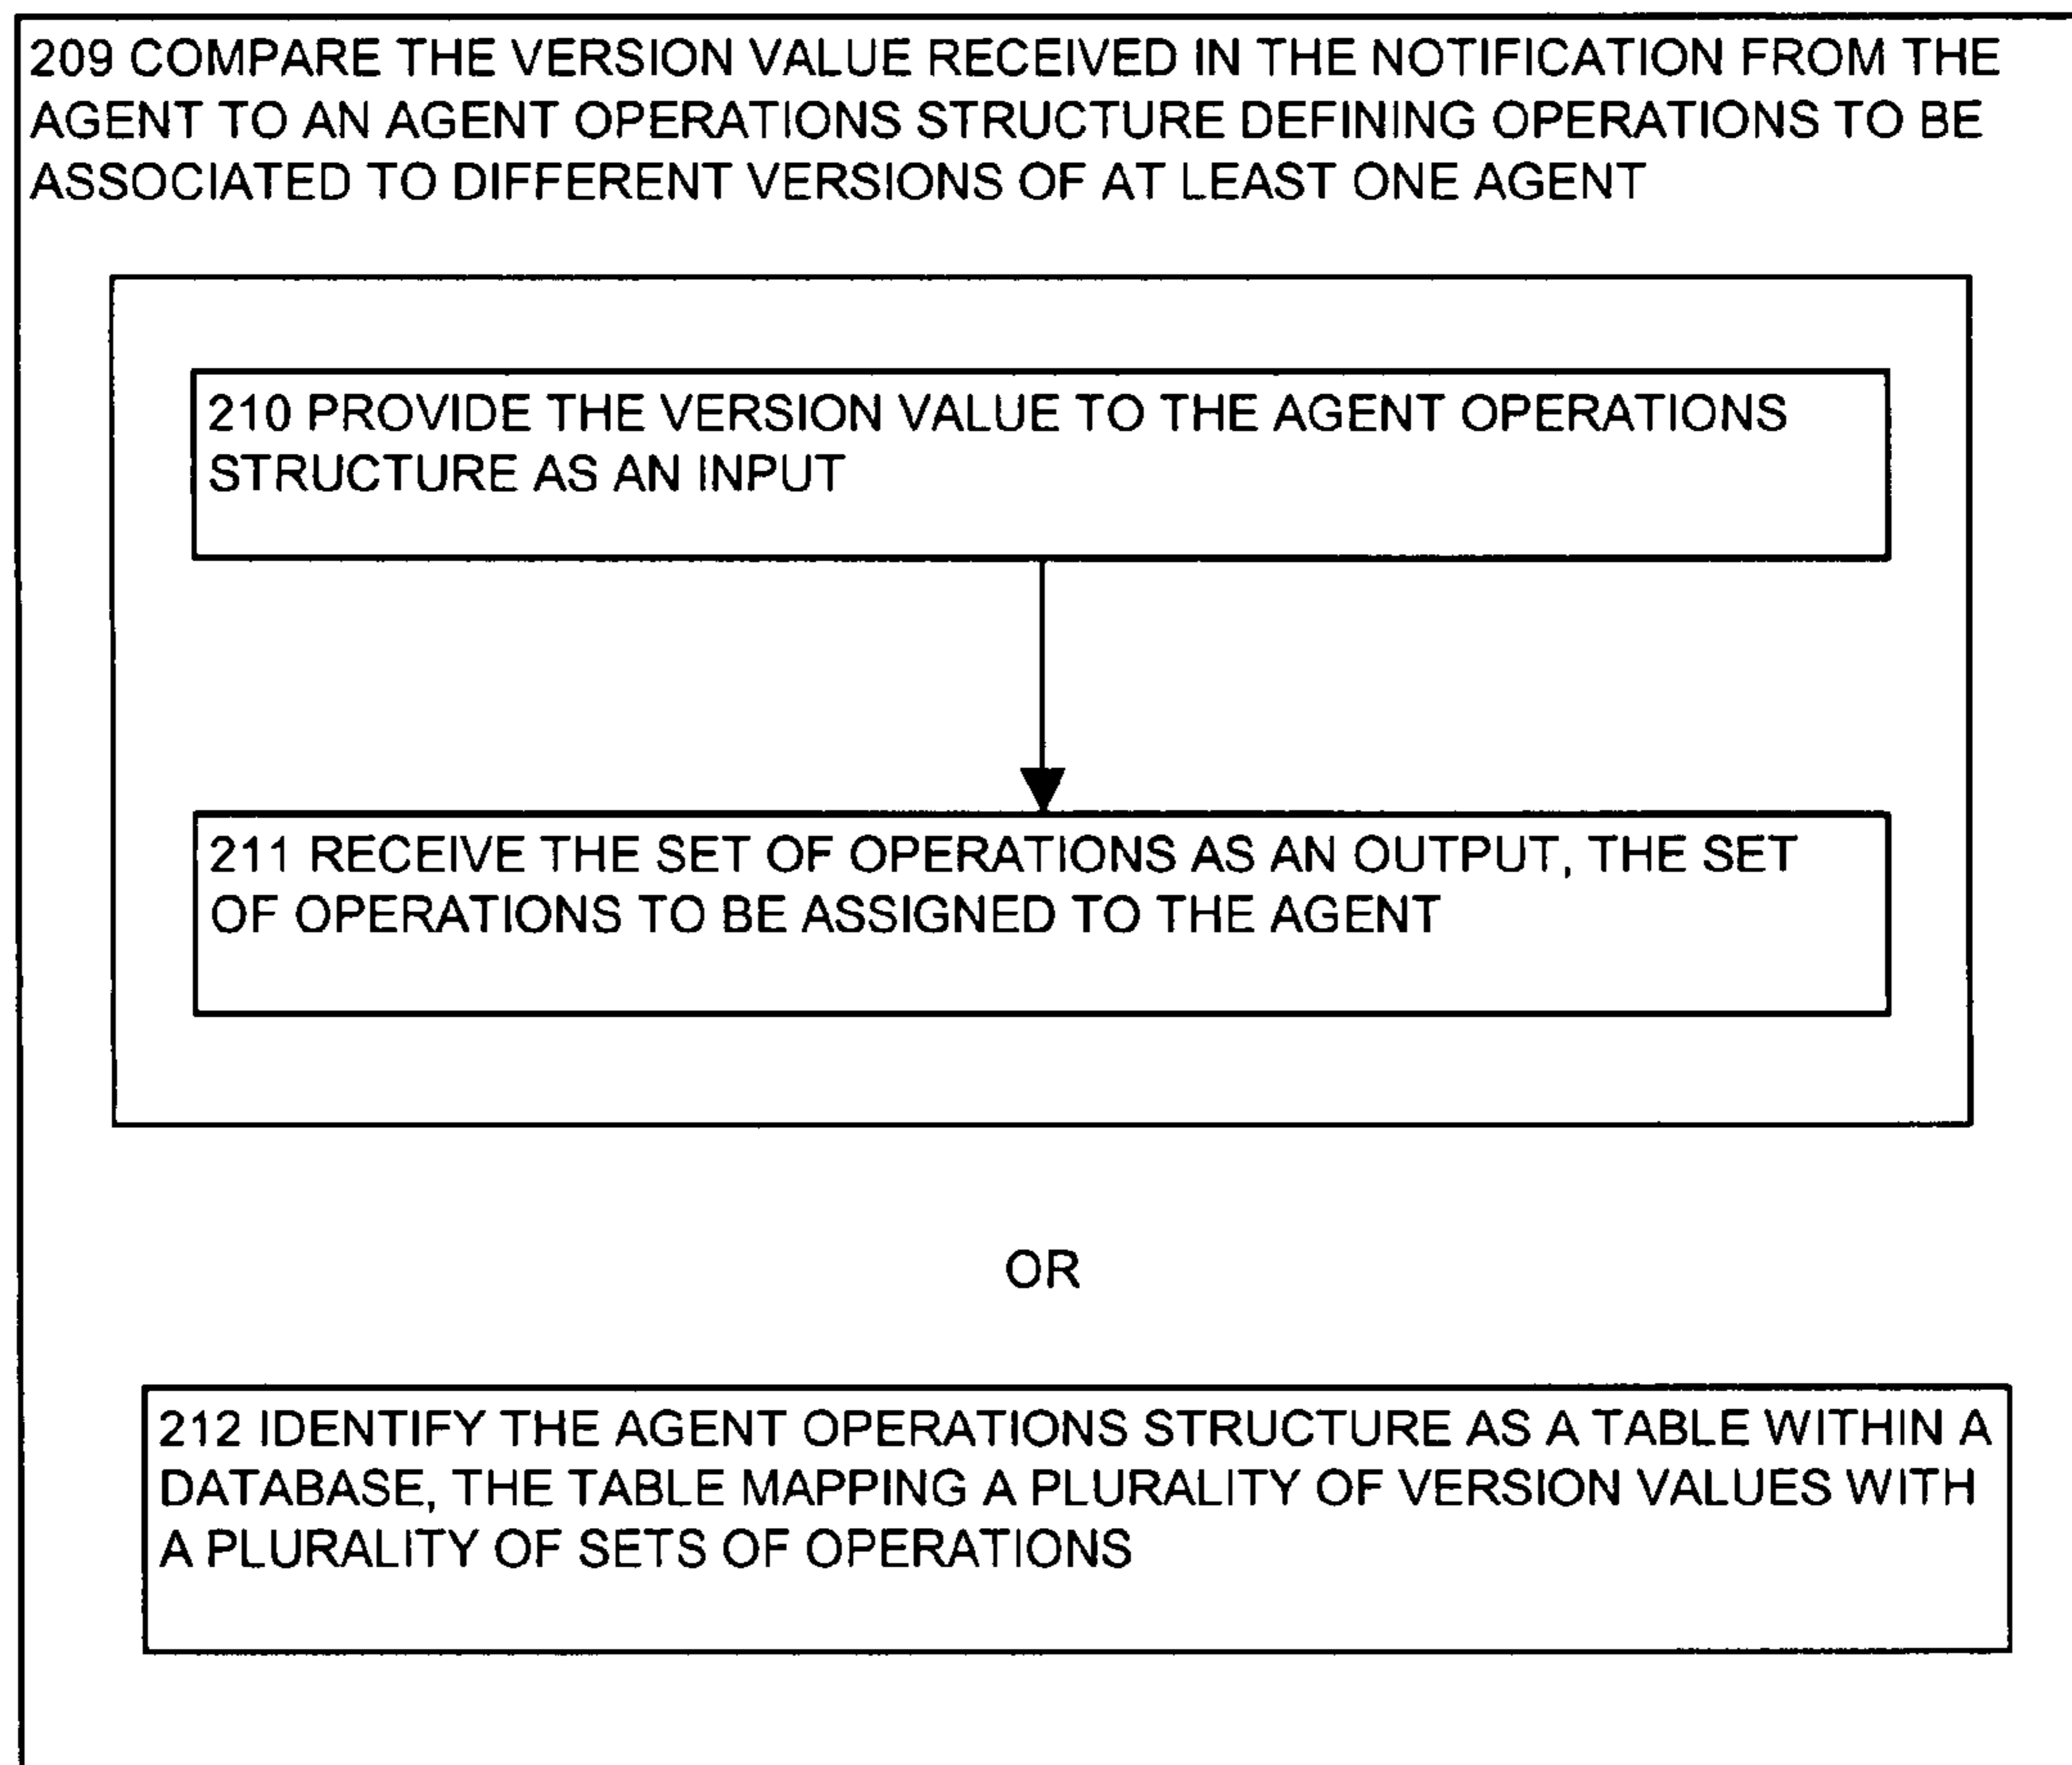 209 COMPARE THE VERSION VALUE RECEIVED IN THE NOTIFICATION FROM THE
AGENT TO AN AGENT OPERATIONS STRUCTURE DEFINING OPERATIONS TO BE
ASSOCIATED TO DIFFERENT VERSIONS OF AT LEAST ONE AGENT
210 PROVIDE THE VERSION VALUE TO THE AGENT OPERATIONS
STRUCTURE AS AN INPUT
211 RECEIVE THE SET OF OPERATIONS AS AN OUTPUT, THE SET
OF OPERATIONS TO BE ASSIGNED TO THE AGENT
OR
212 IDENTIFY THE AGENT OPERATIONS STRUCTURE AS A TABLE WITHIN A
DATABASE, THE TABLE MAPPING A PLURALITY OF VERSION VALUES WITH
A PLURALITY OF SETS OF OPERATIONS